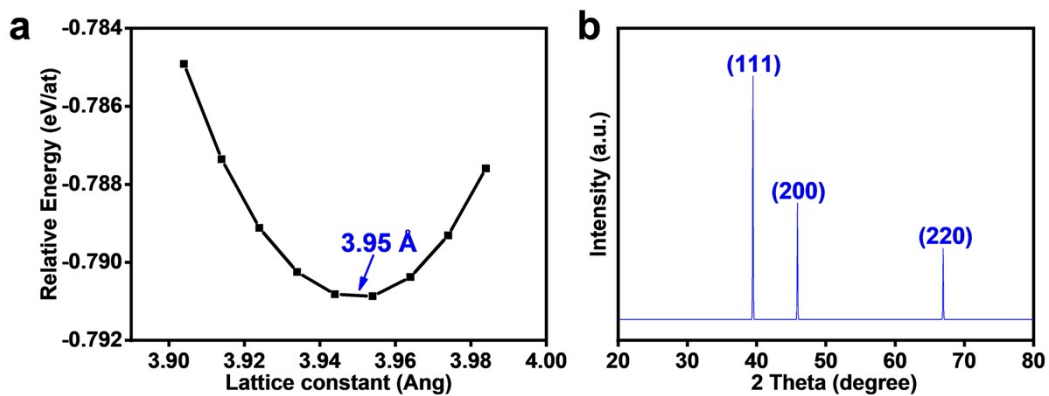 a
-0.784
-0.786
-0.788
-0.790
-0.792
Relative Energy (eV/at)
3.95 Å
3.90 3.92 3.94 3.96 3.98 4.00
Lattice constant (Ang)
b
Intensity (a.u.)
(111)
(200)
(220)
20 30 40 50 60 70 80
2 Theta (degree)